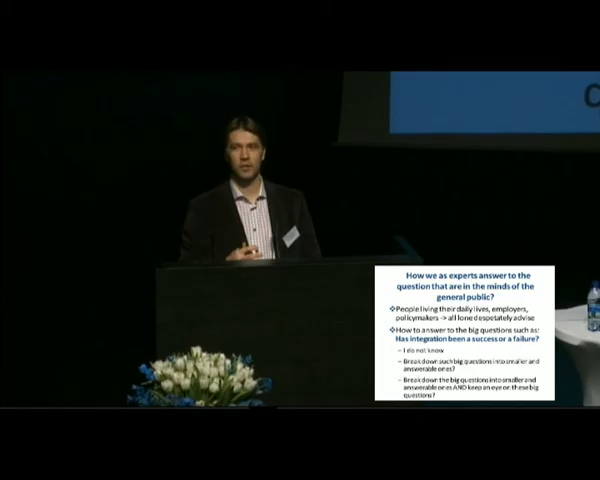 How we as experts answer to the
question that are in the minds of the
general public?
❖People living their daily lives, employers,
policymakers -> all lone despetately advise
❖How to answer to the big questions such as:
Has integration been a success or a failure?
– I do not know
– Break down such big questions into smaller and
answerable ones?
– Break down the big questions into smaller and
answerable ones AND keep an eye on these big
questions?